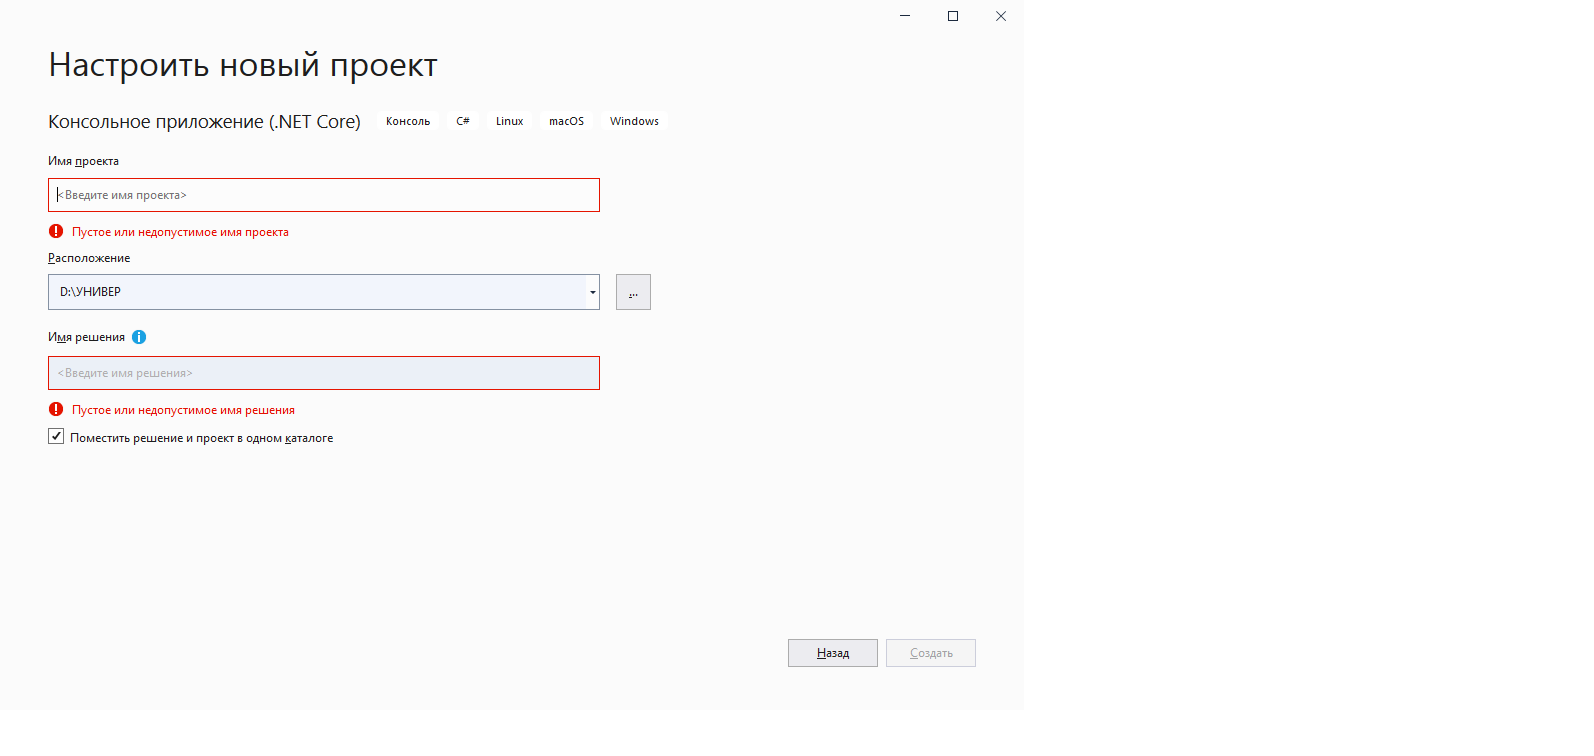 Настроить новый проект
Консольное приложение (.NET Core) Консоль C# Linux macOS Windows
Имя проекта
<Введите имя проекта>
Пустое или недопустимое имя проекта
Расположение
D:\УНИВЕР
...
Имя решения
<Введите имя решения>
Пустое или недопустимое имя решения
Поместить решение и проект в одном каталоге
Назад Создать